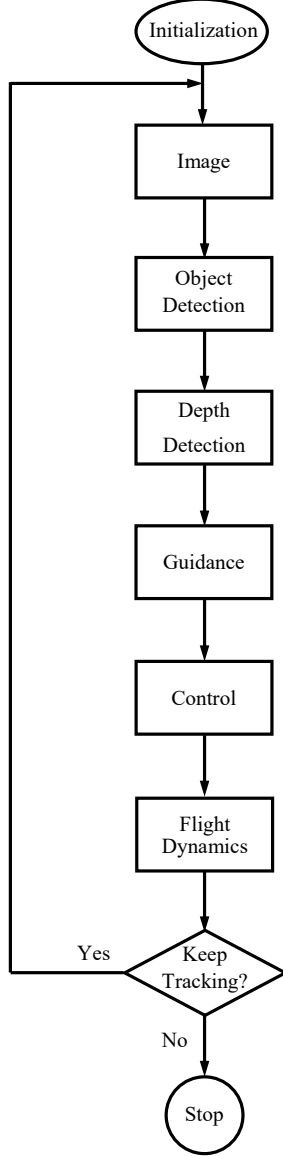 Initialization
Image
Object
Detection
Depth
Detection
Guidance
Control
Flight
Dynamics
Keep
Tracking?
Yes
No
Stop